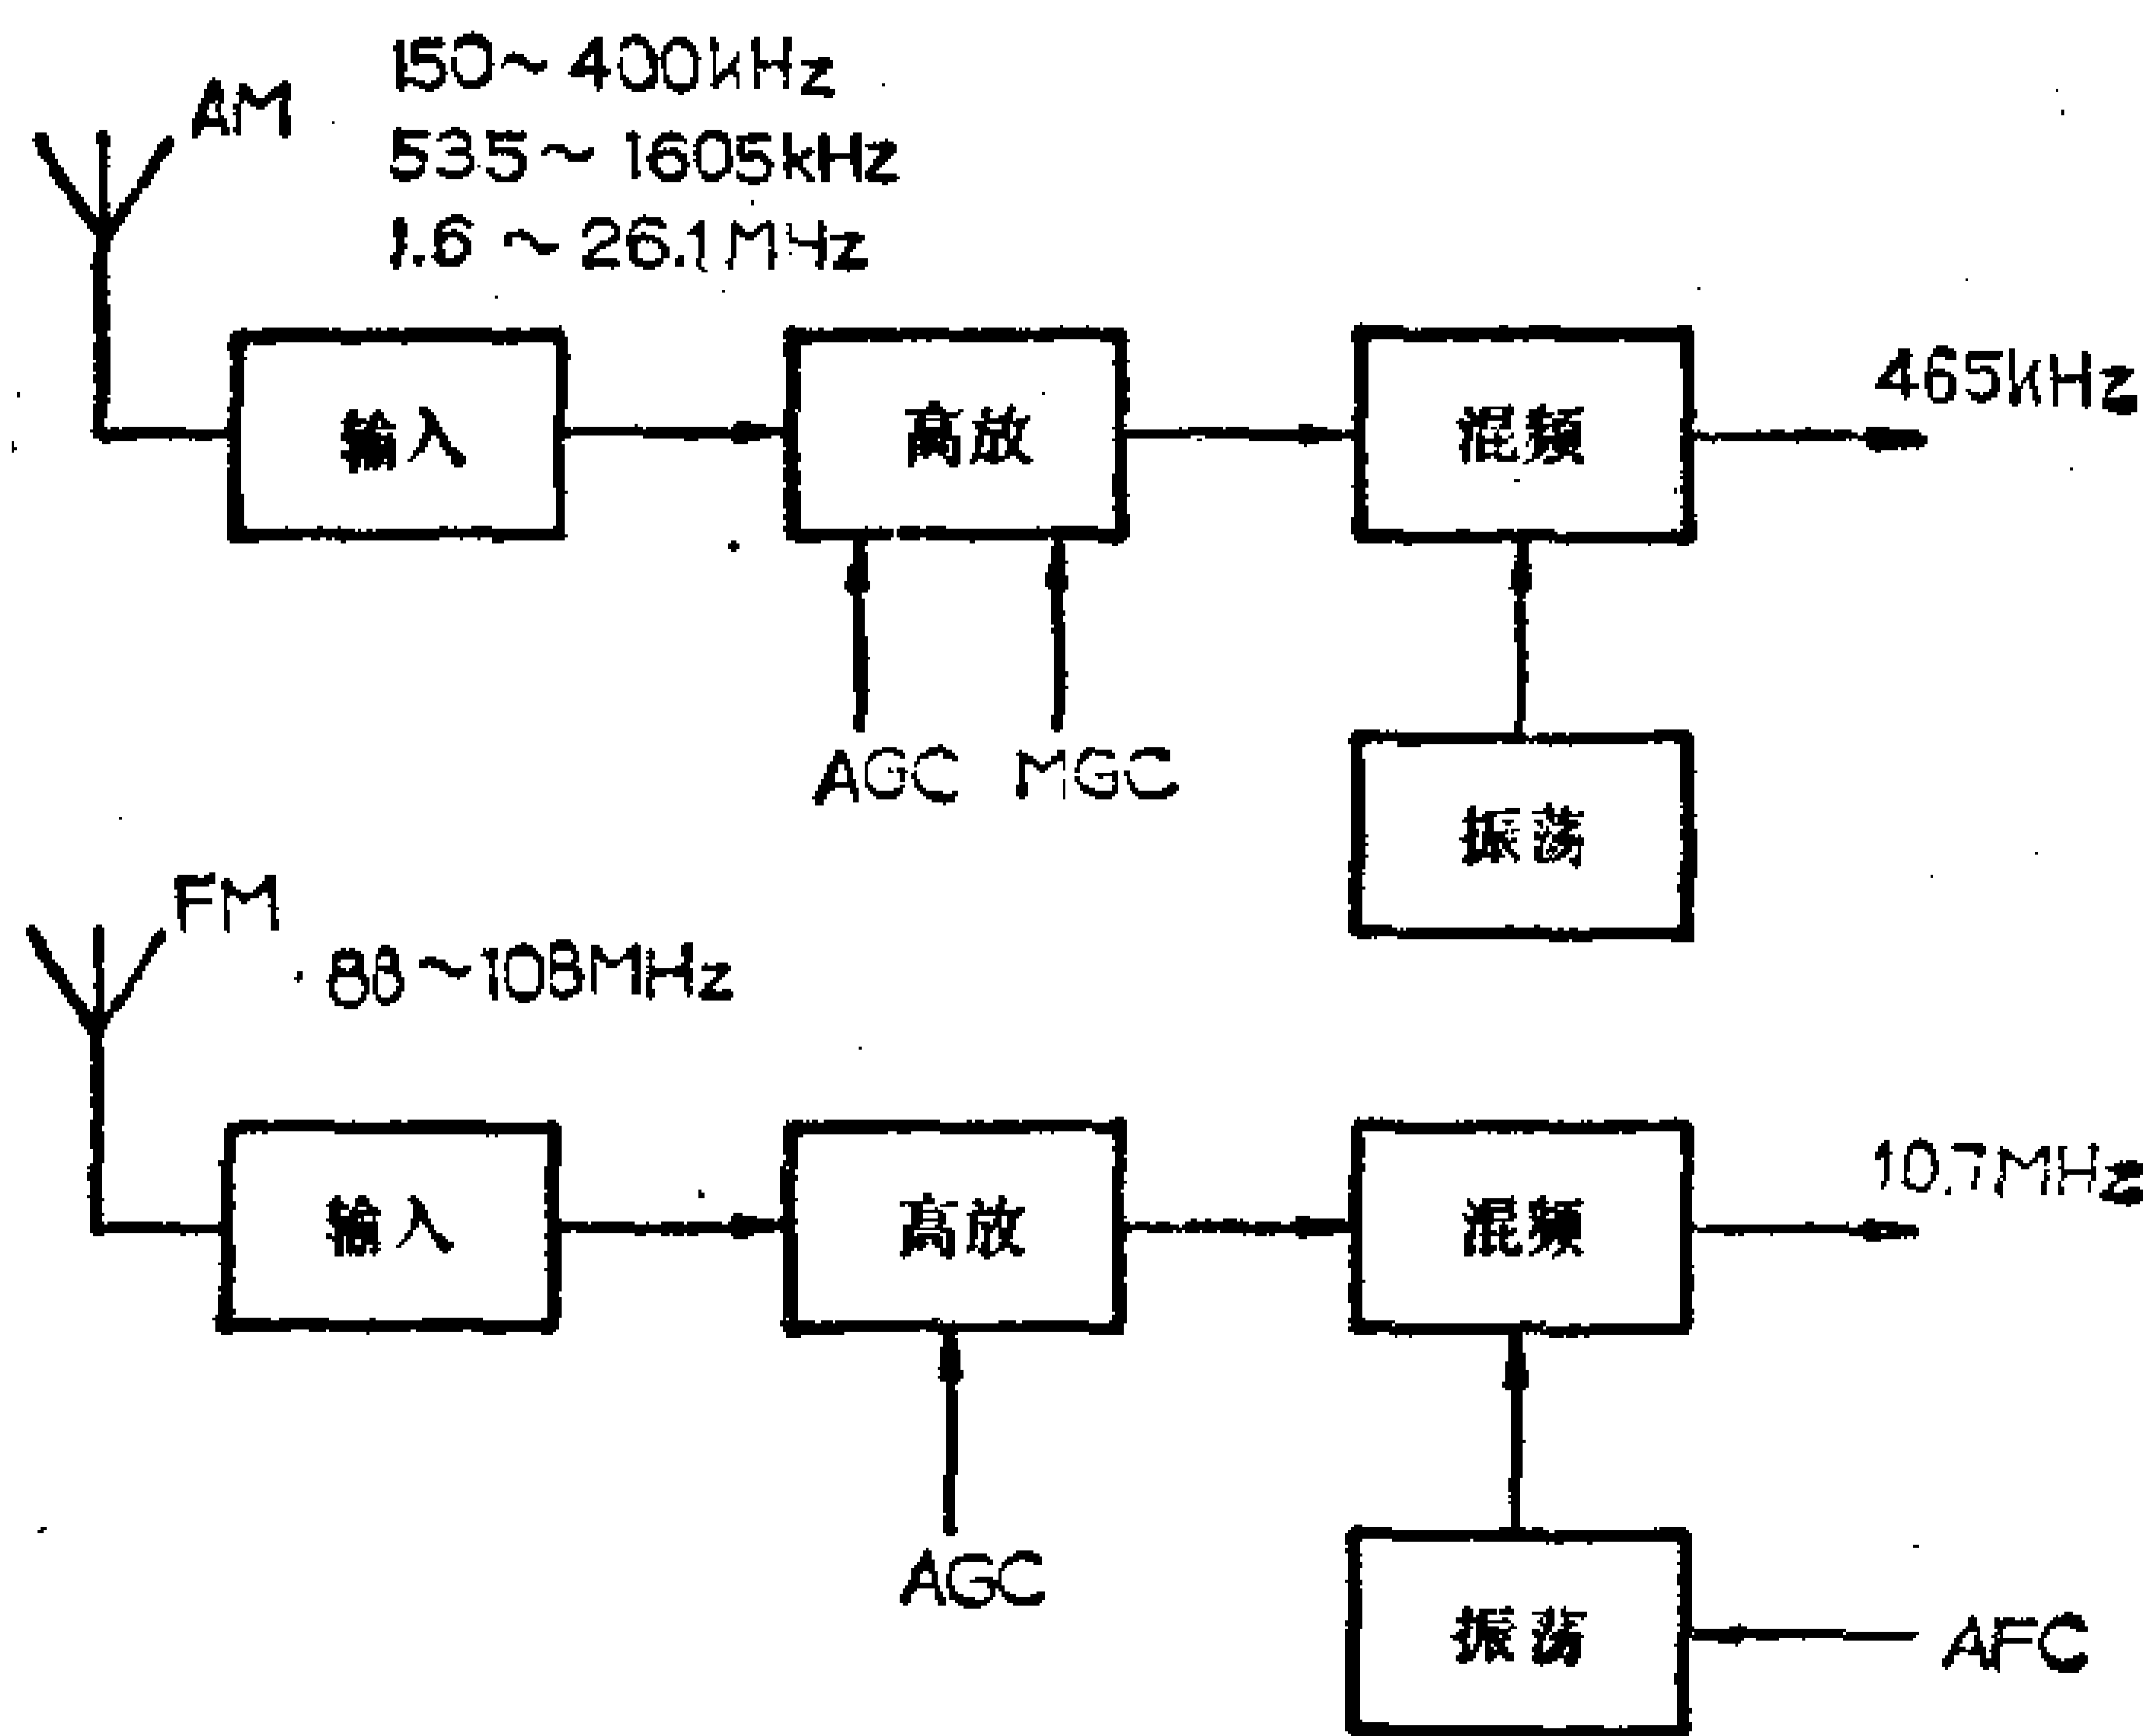 AM
150~400kHz
535~1605kHz
1.6~26.1MHz
输入
高放
混频
465kHz
AGC MGC
振荡
FM
88~108MHz
输入
高放
混频
10.7MHz
AGC
振荡
AFC